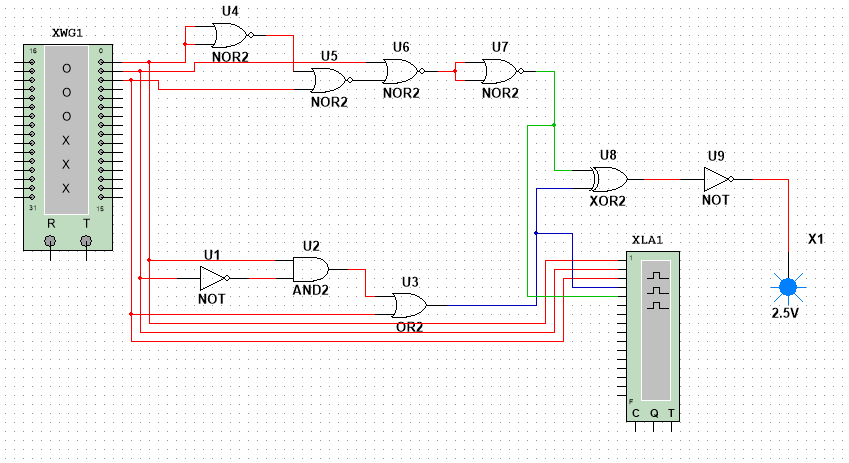 U4
NOR2
XWG1
16
0
O
O
O
X
X
X
31
15
R
T
U5
NOR2
U6
NOR2
U7
NOR2
U8
XOR2
U9
NOT
X1
2.5V
U1
NOT
U2
AND2
U3
OR2
XLA1
1
F
C Q T